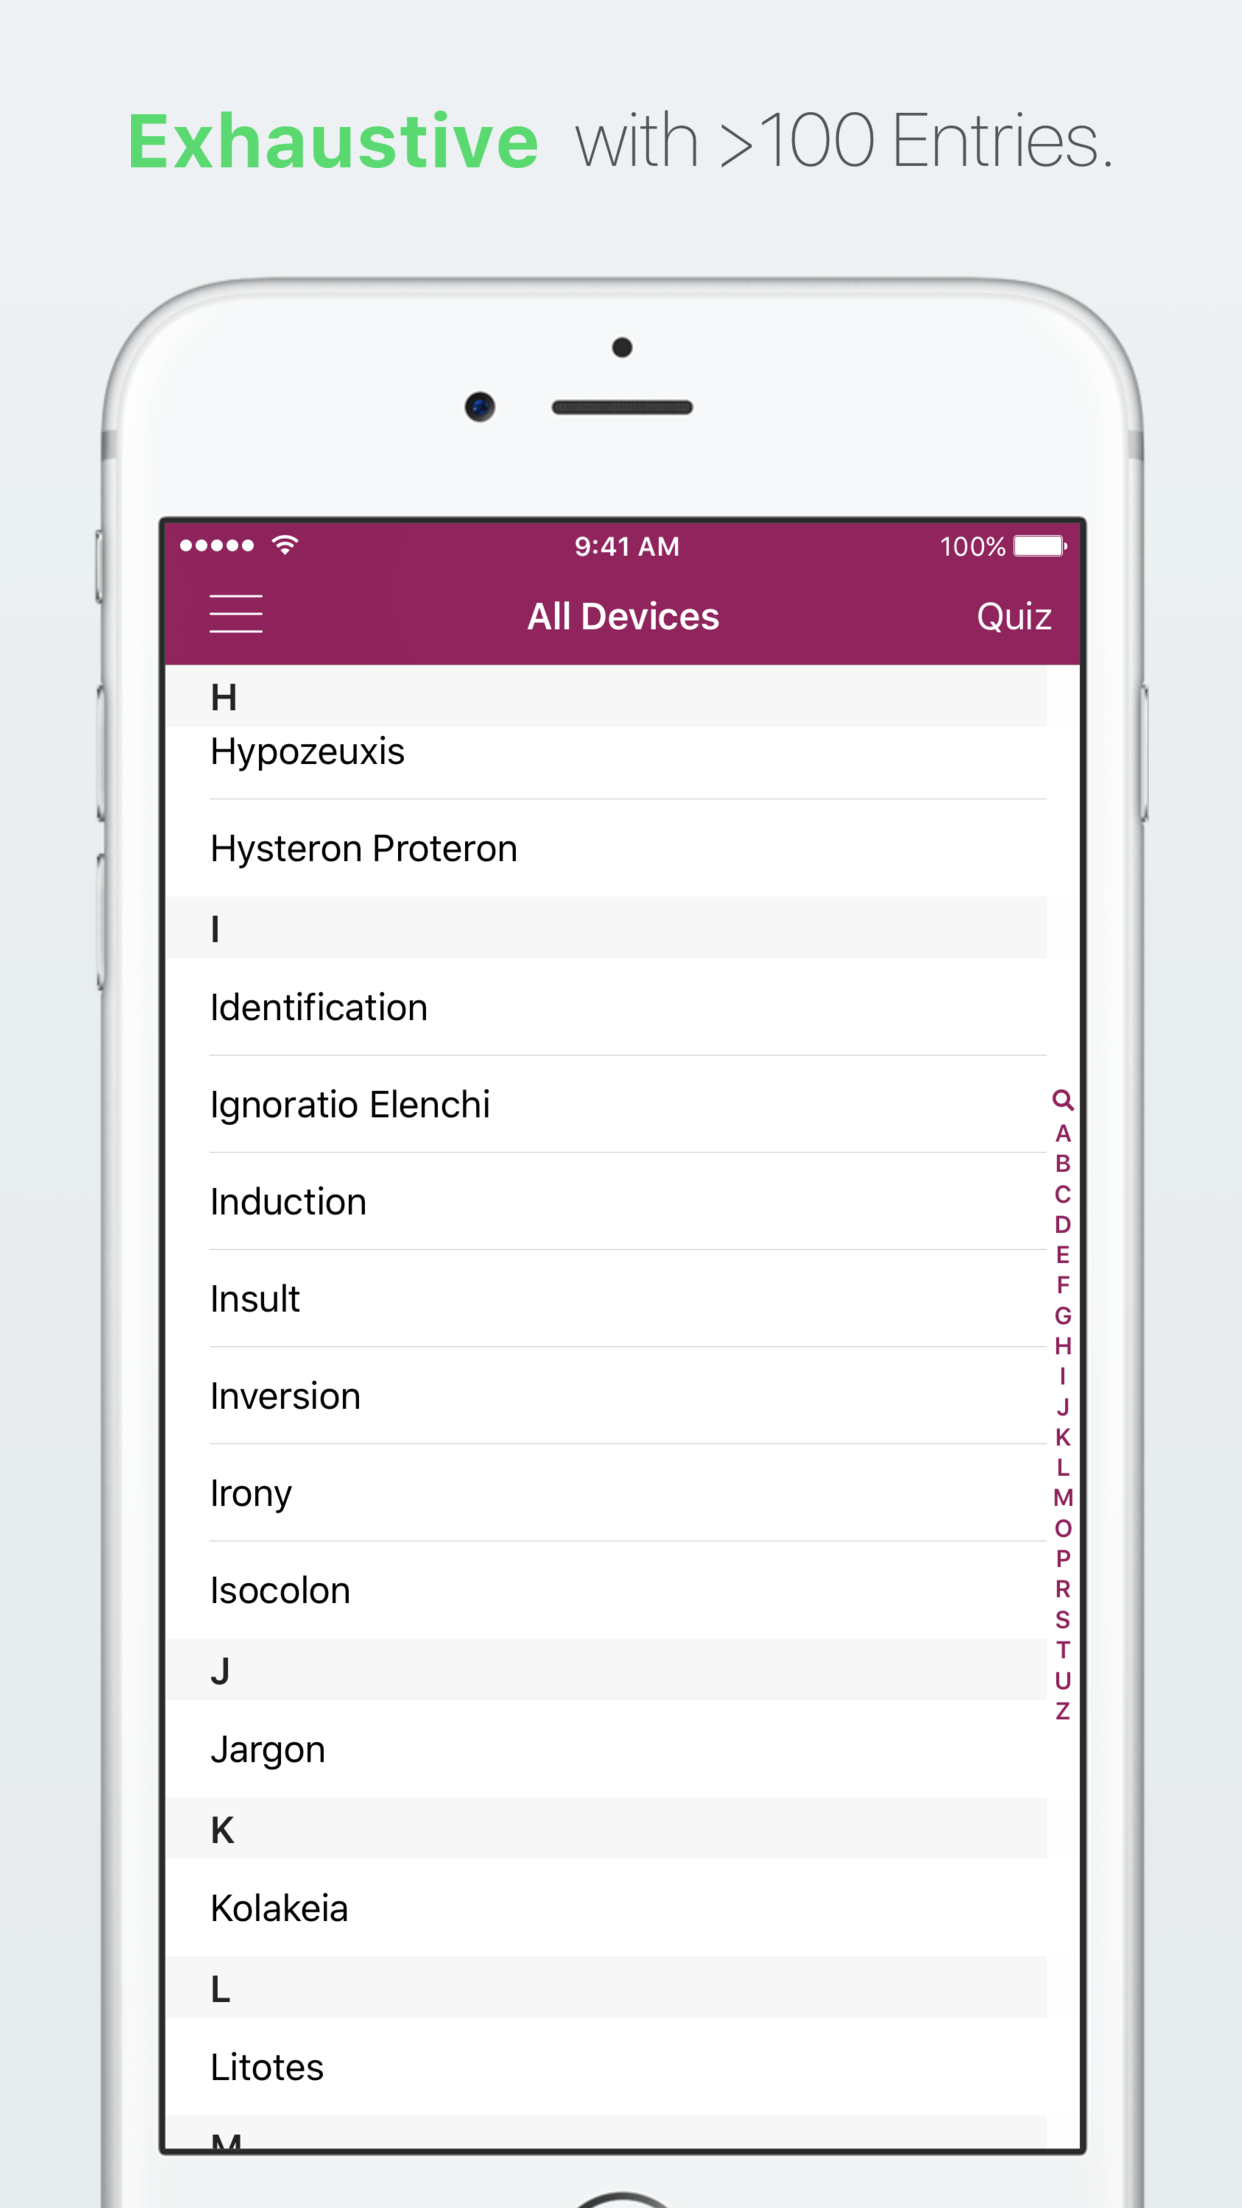 Exhaustive with >100 Entries.
9:41 AM 100%
All Devices Quiz
H
Hypozeuxis
Hysteron Proteron
I
Identification
Ignoratio Elenchi
Induction
Insult
Inversion
Irony
Isocolon
J
Jargon
K
Kolakeia
L
Litotes
M
A
B
C
D
E
F
G
H
I
J
K
L
M
O
P
R
S
T
U
Z